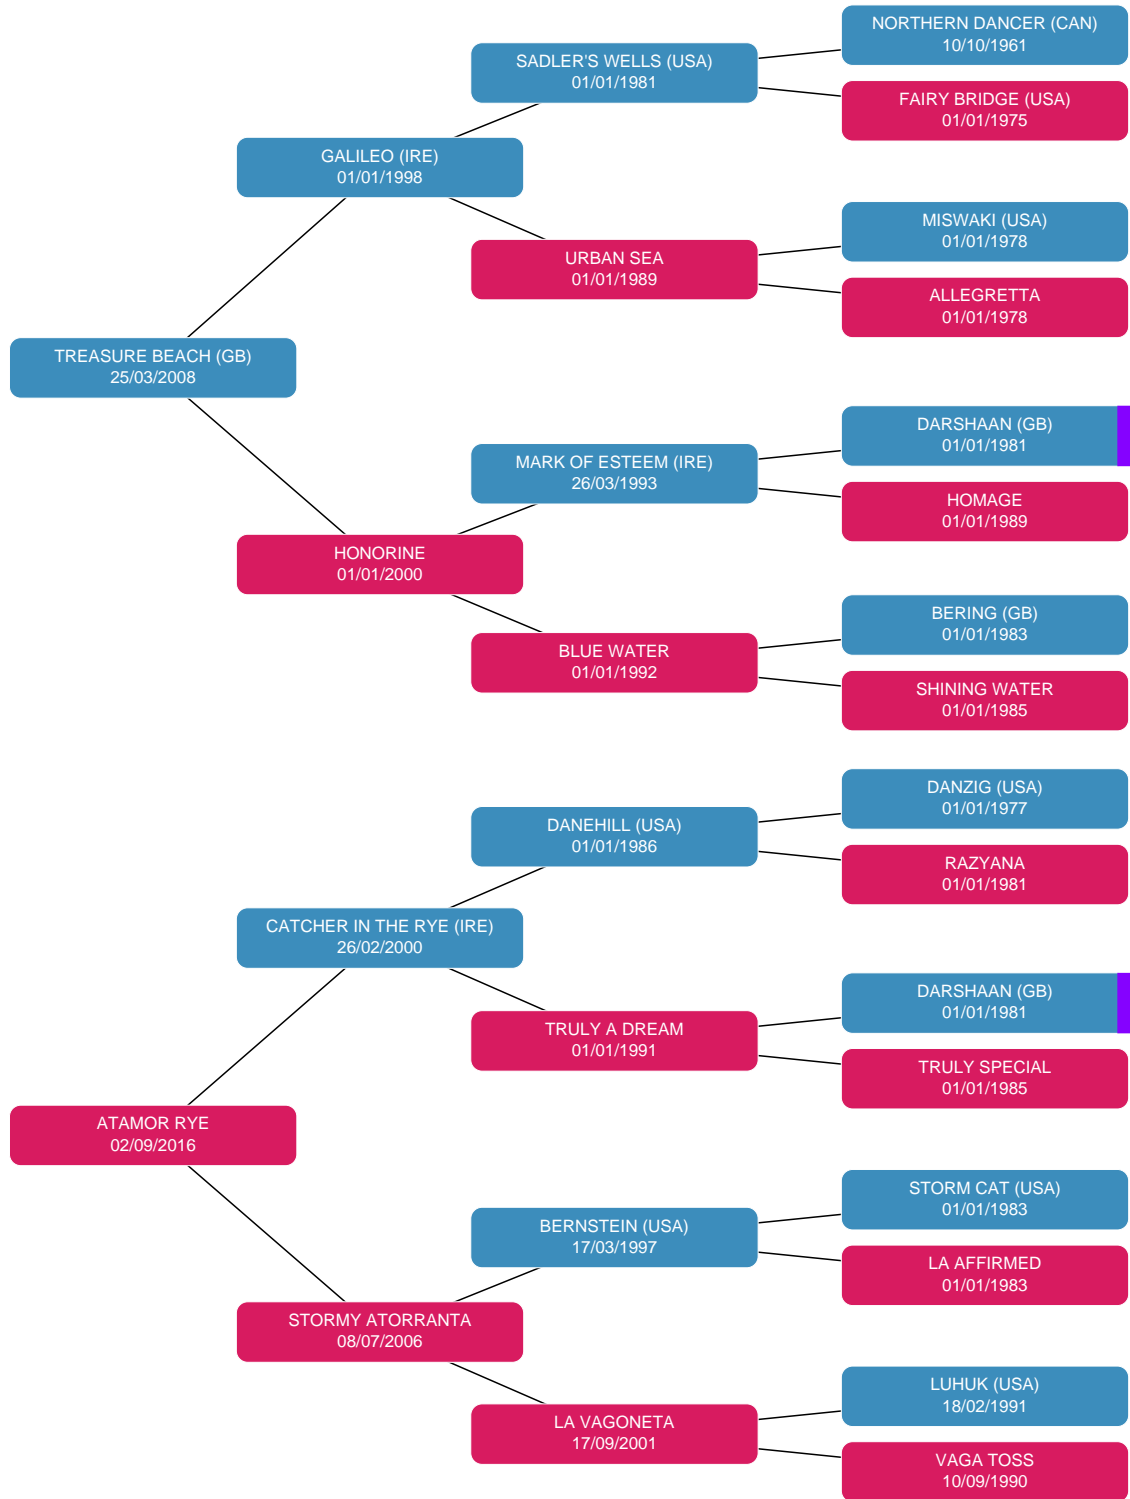 NORTHERN DANCER (CAN)
10/10/1961
SADLER'S WELLS (USA)
01/01/1981
FAIRY BRIDGE (USA)
01/01/1975
GALILEO (IRE)
01/01/1998
MISWAKI (USA)
01/01/1978
URBAN SEA
01/01/1989
ALLEGRETTA
01/01/1978
TREASURE BEACH (GB)
25/03/2008
DARSHAAN (GB)
01/01/1981
MARK OF ESTEEM (IRE)
26/03/1993
HOMAGE
01/01/1989
HONORINE
01/01/2000
BERING (GB)
01/01/1983
BLUE WATER
01/01/1992
SHINING WATER
01/01/1985
DANZIG (USA)
01/01/1977
DANEHILL (USA)
01/01/1986
RAZYANA
01/01/1981
CATCHER IN THE RYE (IRE)
26/02/2000
DARSHAAN (GB)
01/01/1981
TRULY A DREAM
01/01/1991
TRULY SPECIAL
01/01/1985
ATAMOR RYE
02/09/2016
STORM CAT (USA)
01/01/1983
BERNSTEIN (USA)
17/03/1997
LA AFFIRMED
01/01/1983
STORMY ATORRANTA
08/07/2006
LUHUK (USA)
18/02/1991
LA VAGONETA
17/09/2001
VAGA TOSS
10/09/1990